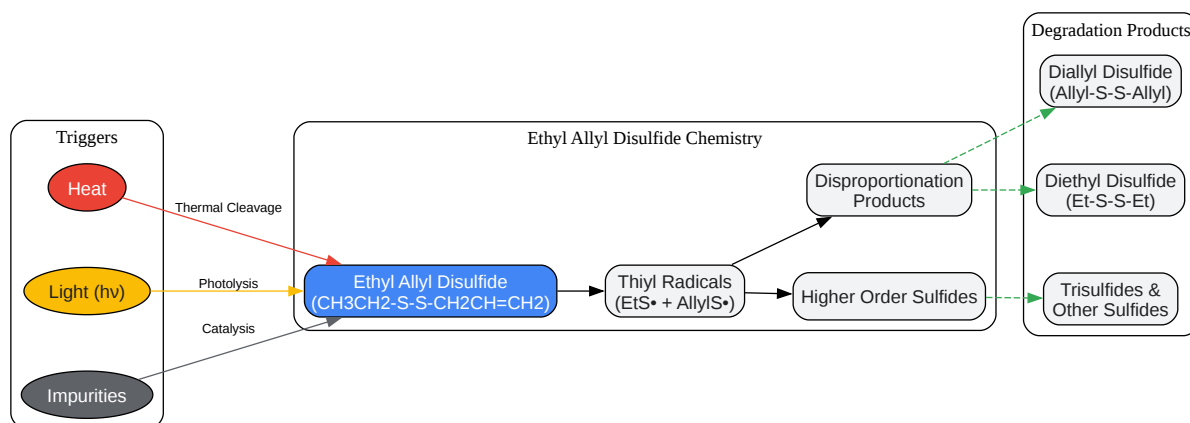 Triggers
Heat
Light (hν)
Impurities
Thermal Cleavage
Photolysis
Catalysis
Ethyl Allyl Disulfide Chemistry
Ethyl Allyl Disulfide
(CH3CH2-S-S-CH2CH=CH2)
Thiyl Radicals
(EtS• + AllylS•)
Disproportionation
Products
Higher Order Sulfides
Degradation Products
Diallyl Disulfide
(Allyl-S-S-Allyl)
Diethyl Disulfide
(Et-S-S-Et)
Trisulfides &
Other Sulfides